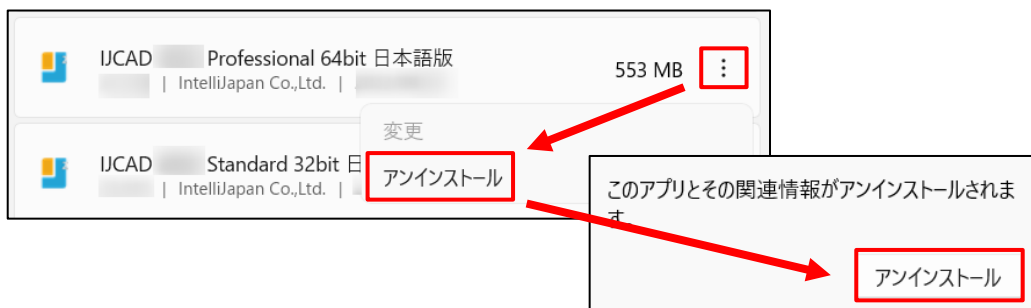 IJCAD Professional 64bit 日本語版
| IntelliJapan Co.,Ltd. |
553 MB
変更
アンインストール
IJCAD Standard 32bit 日
| IntelliJapan Co.,Ltd. |
このアプリとその関連情報がアンインストールされま
す。
アンインストール